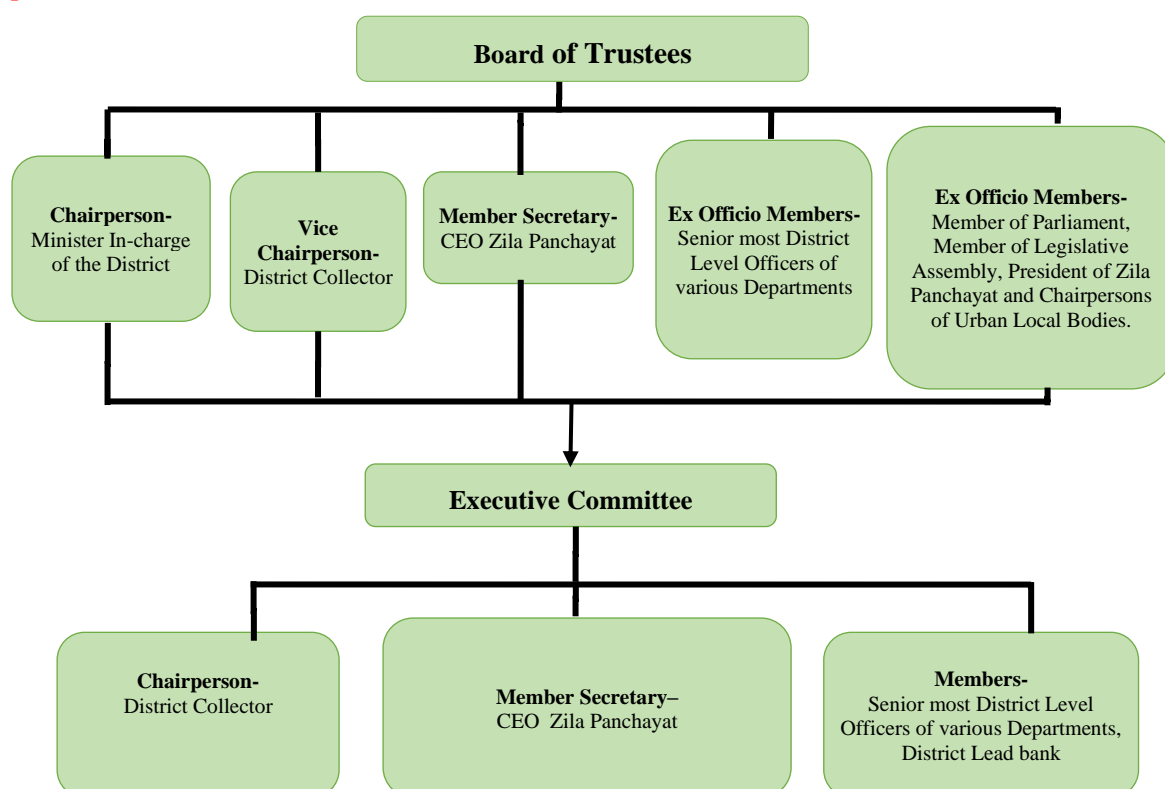 Board of Trustees
Chairperson-
Minister In-charge
of the District
Vice
Chairperson-
District Collector
Member Secretary-
CEO Zila Panchayat
Ex Officio Members-
Senior most District
Level Officers of
various Departments
Ex Officio Members-
Member of Parliament,
Member of Legislative
Assembly, President of Zila
Panchayat and Chairpersons
of Urban Local Bodies.
Executive Committee
Chairperson-
District Collector
Member Secretary–
CEO Zila Panchayat
Members-
Senior most District Level
Officers of various Departments,
District Lead bank